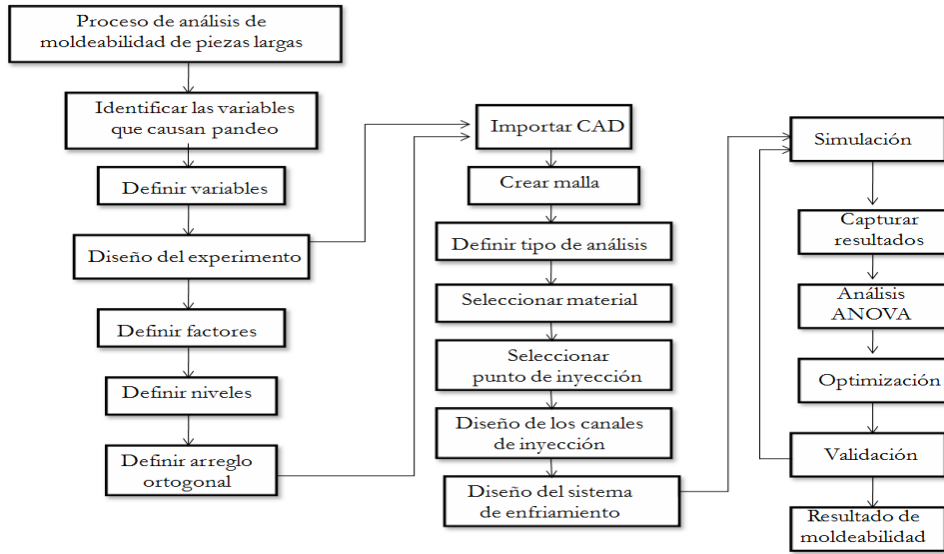 Proceso de análisis de
moldeabilidad de piezas largas
Identificar las variables
que causan pandeo
Definir variables
Diseño del experimento
Definir factores
Definir niveles
Definir arreglo
ortogonal
Importar CAD
Crear malla
Definir tipo de análisis
Seleccionar material
Seleccionar
punto de inyección
Diseño de los canales
de inyección
Diseño del sistema
de enfriamiento
Simulación
Capturar
resultados
Análisis
ANOVA
Optimización
Validación
Resultado de
moldeabilidad